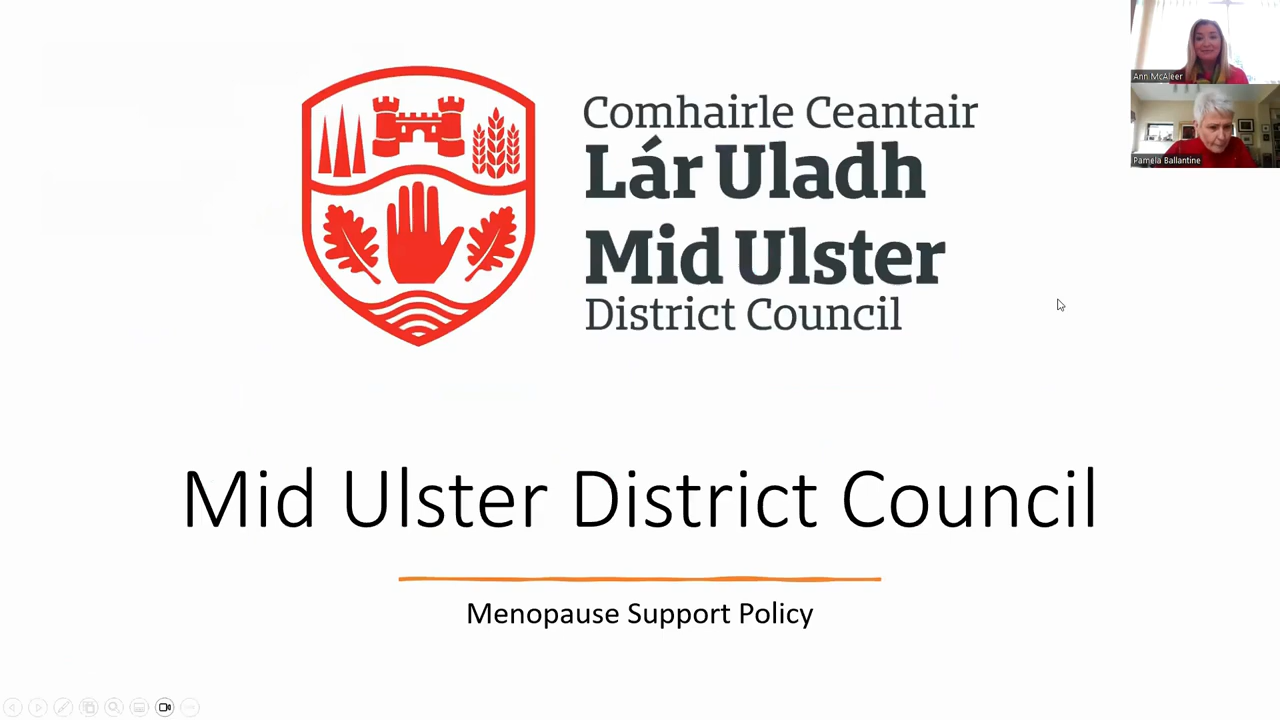 Comhairle Ceantair
Lár Uladh
Mid Ulster
District Council
Ann McAleer
Pamela Ballantine
Mid Ulster District Council
Menopause Support Policy